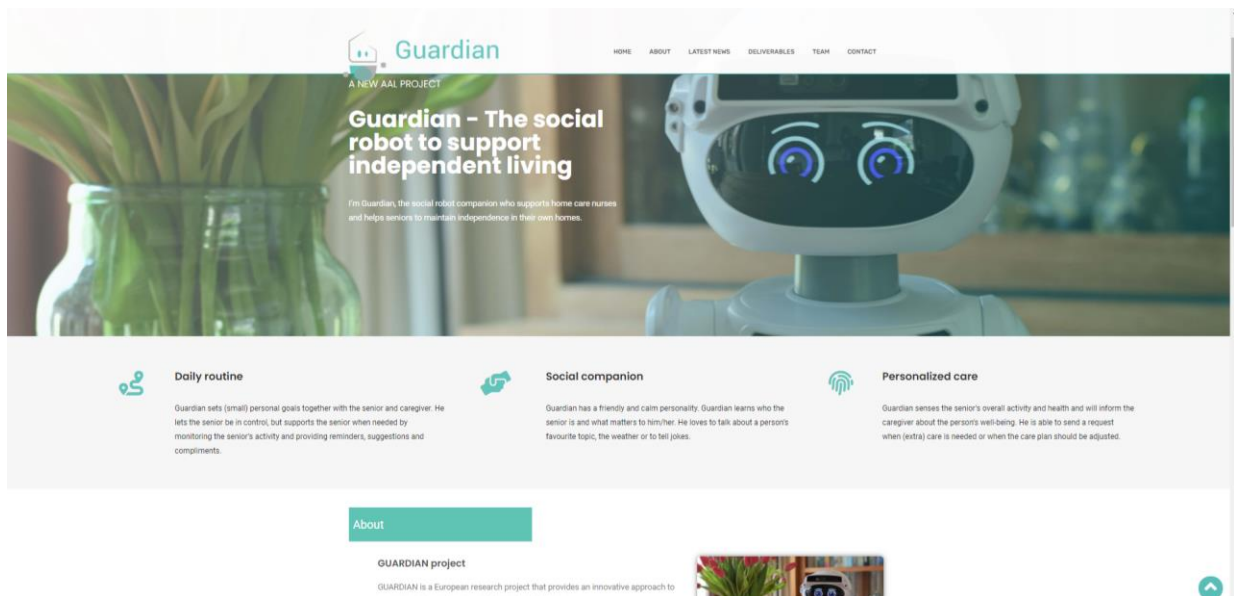 Guardian
HOME ABOUT LATEST NEWS DELIVERABLES TEAM CONTACT
A NEW AAL PROJECT
Guardian - The social
robot to support
independent living
I'm Guardian, the social robot companion who supports home care nurses
and helps seniors to maintain independence in their own homes.
Daily routine
Guardian sets (small) personal goals together with the senior and caregiver. He
lets the senior be in control, but supports the senior when needed by
monitoring the senior's activity and providing reminders, suggestions and
compliments.
Social companion
Guardian has a friendly and calm personality. Guardian learns who the
senior is and what matters to him/her. He loves to talk about a person's
favourite topic, the weather or to tell jokes.
Personalized care
Guardian senses the senior's overall activity and health and will inform the
caregiver about the person's well-being. He is able to send a request
when (extra) care is needed or when the care plan should be adjusted.
About
GUARDIAN project
GUARDIAN is a European research project that provides an innovative approach to